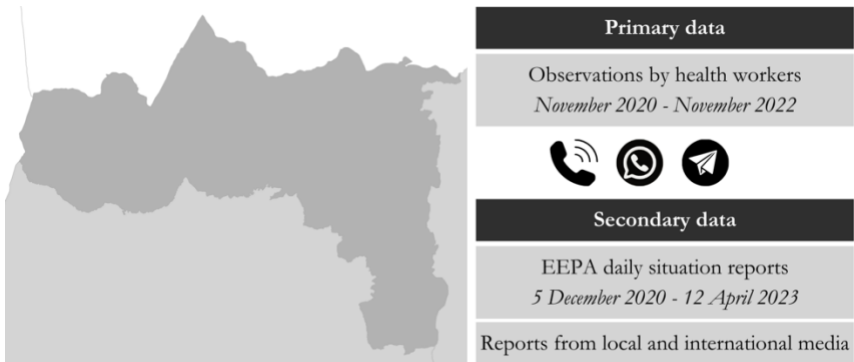 Primary data
Observations by health workers
November 2020 - November 2022
Secondary data
EEPA daily situation reports
5 December 2020 - 12 April 2023
Reports from local and international media